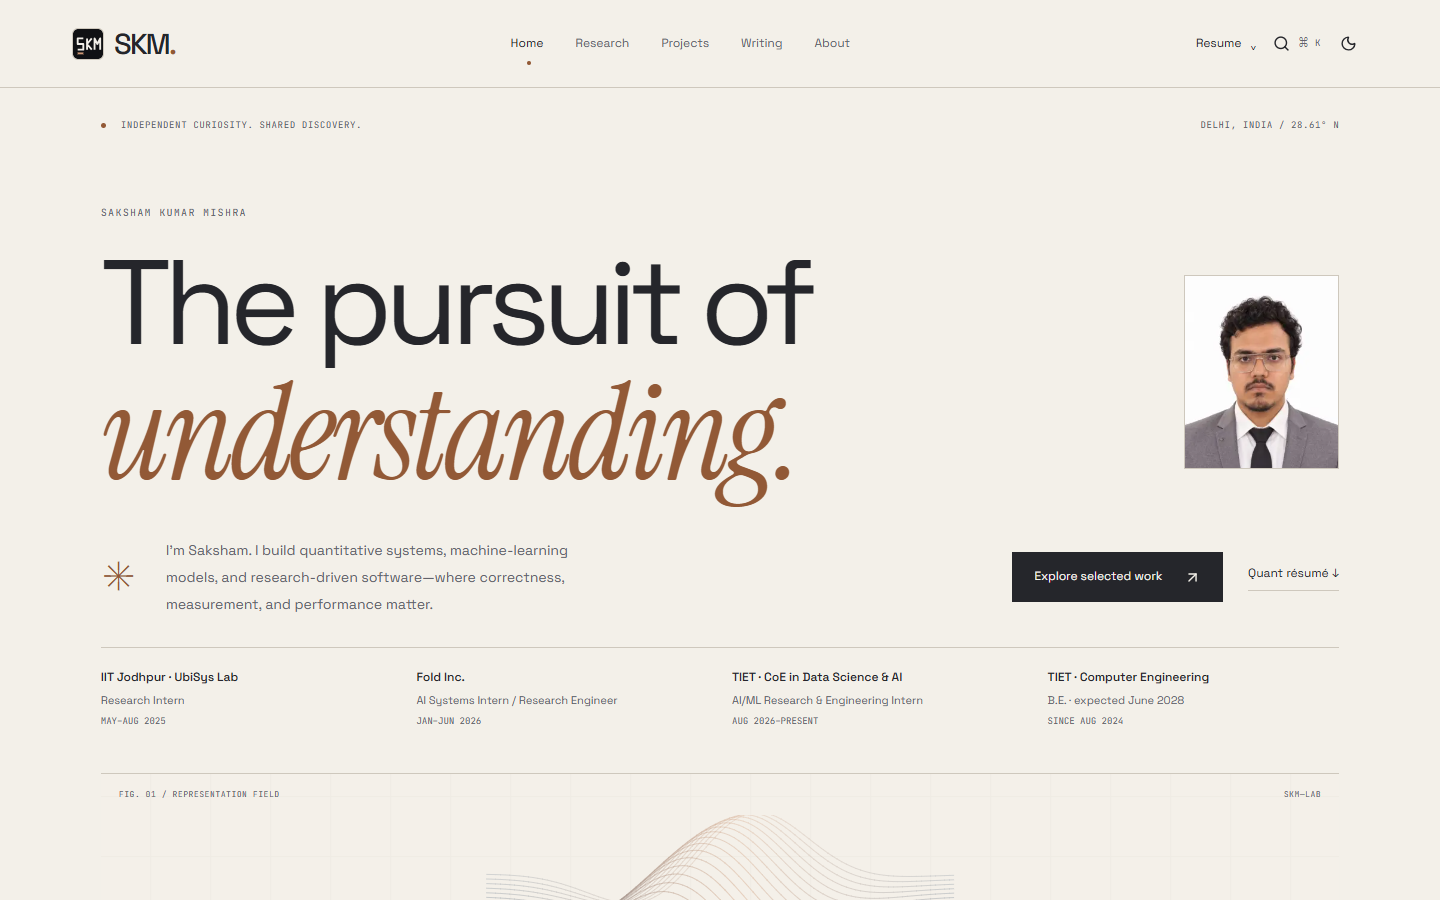 SKM SKM.
Home Research Projects Writing About
Resume ⌘ K
INDEPENDENT CURIOSITY. SHARED DISCOVERY.
DELHI, INDIA / 28.61° N
SAKSHAM KUMAR MISHRA
The pursuit of
understanding.
I'm Saksham. I build quantitative systems, machine-learning
models, and research-driven software—where correctness,
measurement, and performance matter.
Explore selected work ↗
Quant résumé ↓
IIT Jodhpur · UbiSys Lab
Research Intern
MAY–AUG 2025
Fold Inc.
AI Systems Intern / Research Engineer
JAN–JUN 2026
TIET · CoE in Data Science & AI
AI/ML Research & Engineering Intern
AUG 2026–PRESENT
TIET · Computer Engineering
B.E. · expected June 2028
SINCE AUG 2024
FIG. 01 / REPRESENTATION FIELD
SKM—LAB